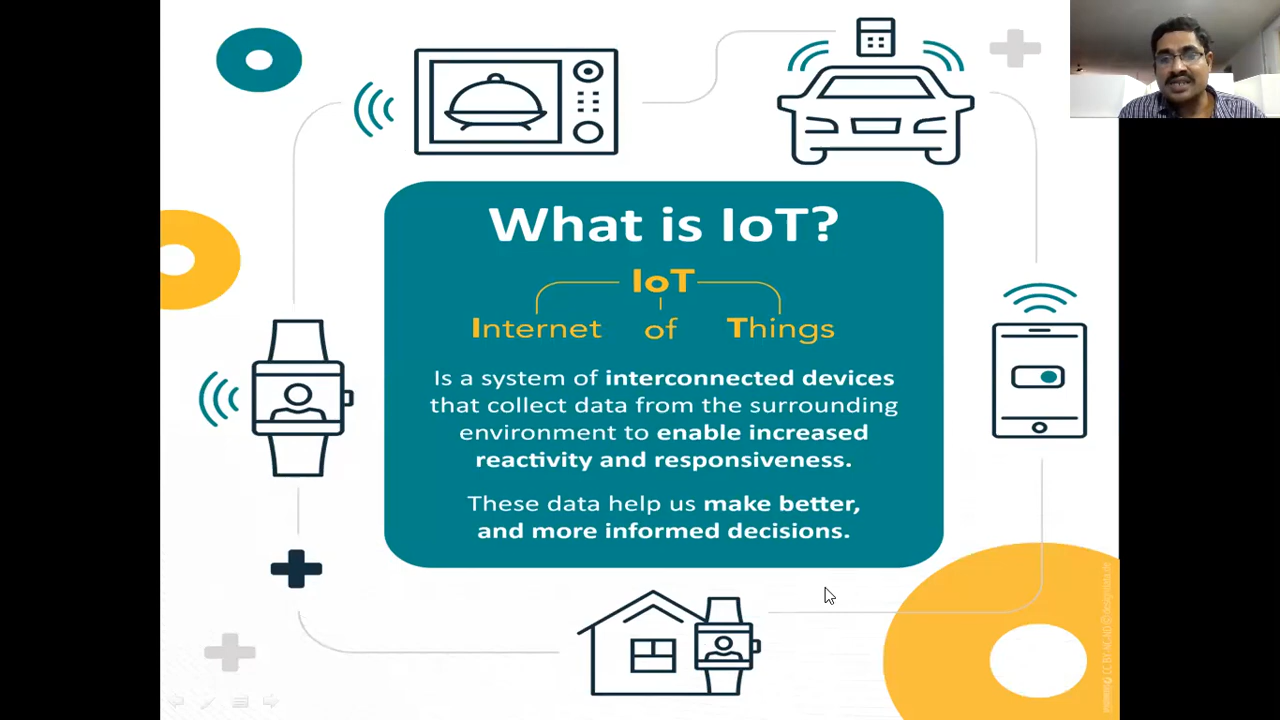 What is IoT?
IoT
Internet of Things
Is a system of interconnected devices
that collect data from the surrounding
environment to enable increased
reactivity and responsiveness.
These data help us make better,
and more informed decisions.